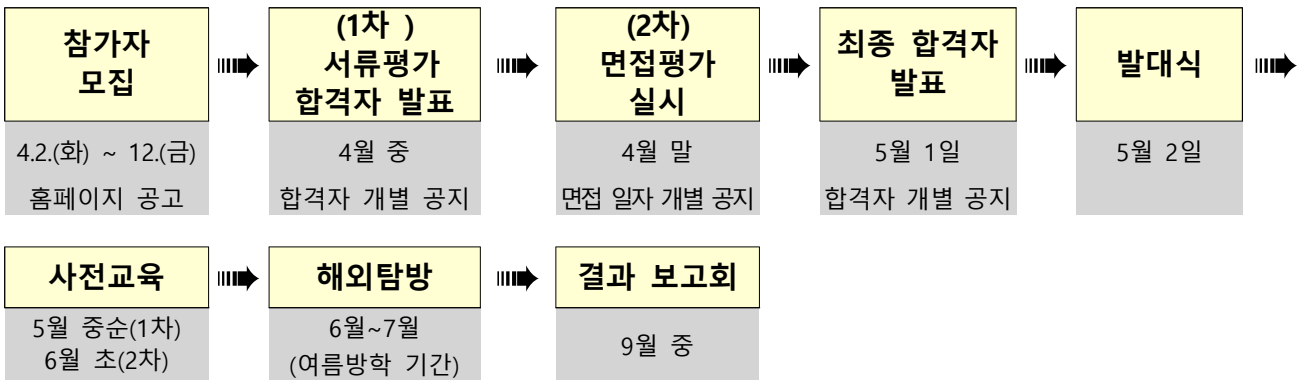 참가자
모집
(1차 )
서류평가
합격자 발표
(2차)
면접평가
실시
최종 합격자
발표
발대식
4.2.(화) ~ 12.(금)
홈페이지 공고
4월 중
합격자 개별 공지
4월 말
면접 일자 개별 공지
5월 1일
합격자 개별 공지
5월 2일
사전교육
해외탐방
결과 보고회
5월 중순(1차)
6월 초(2차)
6월~7월
(여름방학 기간)
9월 중